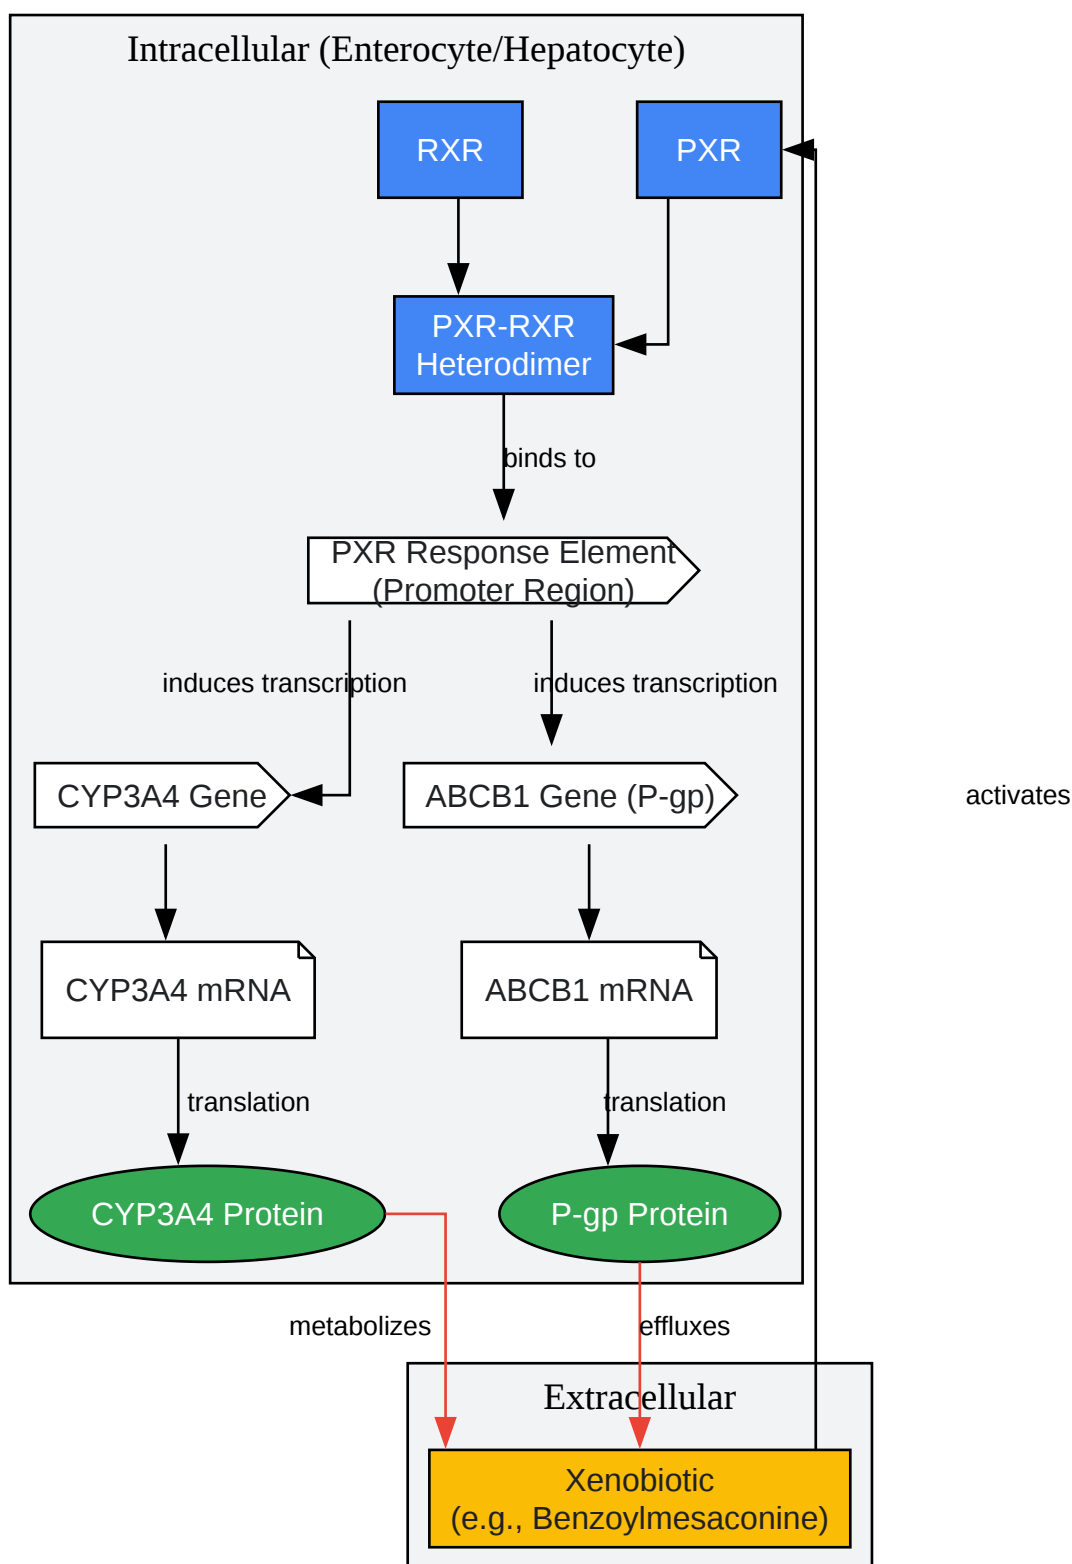 Intracellular (Enterocyte/Hepatocyte)
RXR
PXR
PXR-RXR
Heterodimer
binds to
PXR Response Element
(Promoter Region)
induces transcription
induces transcription
CYP3A4 Gene
ABCB1 Gene (P-gp)
activates
CYP3A4 mRNA
ABCB1 mRNA
translation
translation
CYP3A4 Protein
P-gp Protein
metabolizes
effluxes
Extracellular
Xenobiotic
(e.g., Benzoylmesaconine)